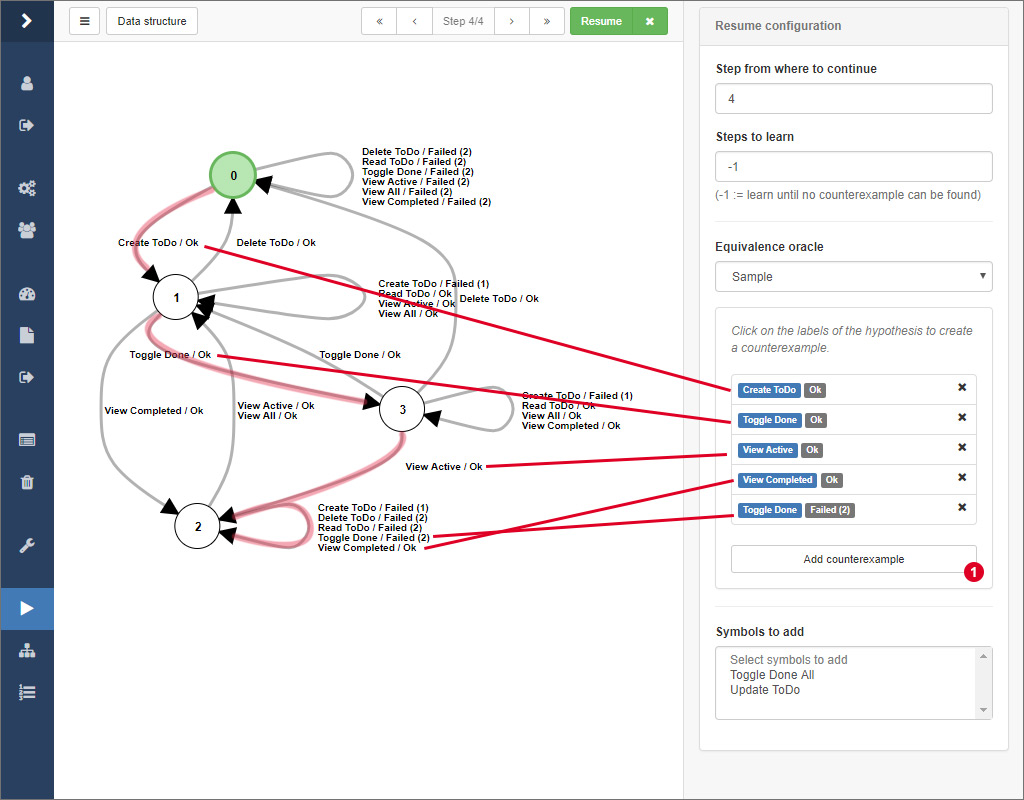 Data structure
«
‹
Step 4/4
›
»
Resume
Resume configuration
Step from where to continue
4
Steps to learn
-1
(-1 := learn until no counterexample can be found)
Equivalence oracle
Sample
Click on the labels of the hypothesis to create
a counterexample.
Create ToDo Ok
Toggle Done Ok
View Active Ok
View Completed Ok
Toggle Done Failed (2)
Add counterexample
1
Symbols to add
Select symbols to add
Toggle Done All
Update ToDo
0
Delete ToDo / Failed (2)
Read ToDo / Failed (2)
Toggle Done / Failed (2)
View Active / Failed (2)
View All / Failed (2)
View Completed / Failed (2)
Create ToDo / Ok
Delete ToDo / Ok
1
Create ToDo / Failed (1)
Read ToDo / Ok
View Active / Ok
View All / Ok
Delete ToDo / Ok
Toggle Done / Ok
Toggle Done / Ok
View Completed / Ok
View Active / Ok
View All / Ok
3
Create ToDo / Failed (1)
Read ToDo / Ok
View All / Ok
View Completed / Ok
View Active / Ok
2
Create ToDo / Failed (1)
Delete ToDo / Failed (2)
Read ToDo / Failed (2)
Toggle Done / Failed (2)
View Completed / Ok